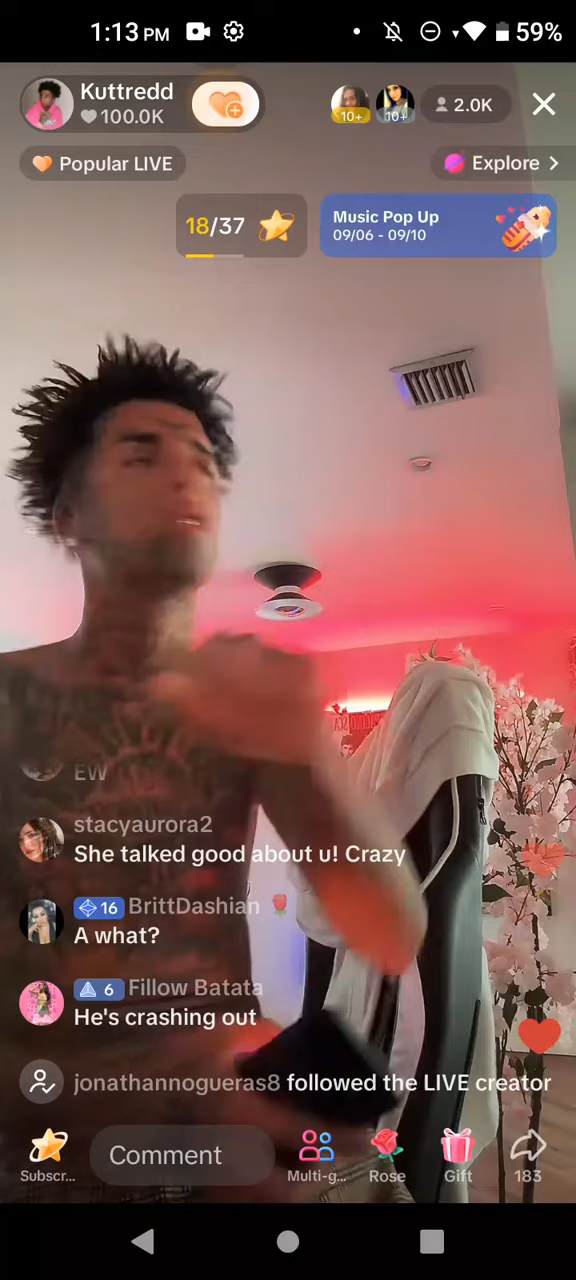 1:13 PM
59%
Kuttredd
100.0K
10+
10+
2.0K
Popular LIVE
Explore >
18/37
Music Pop Up
09/06 - 09/10
EW
stacyaurora2
She talked good about u! Crazy
16 BrittDashian 🌹
A what?
6 Fillow Batata
He's crashing out
jonathannogueras8 followed the LIVE creator
Subscr...
Comment
Multi-g...
Rose
Gift
183